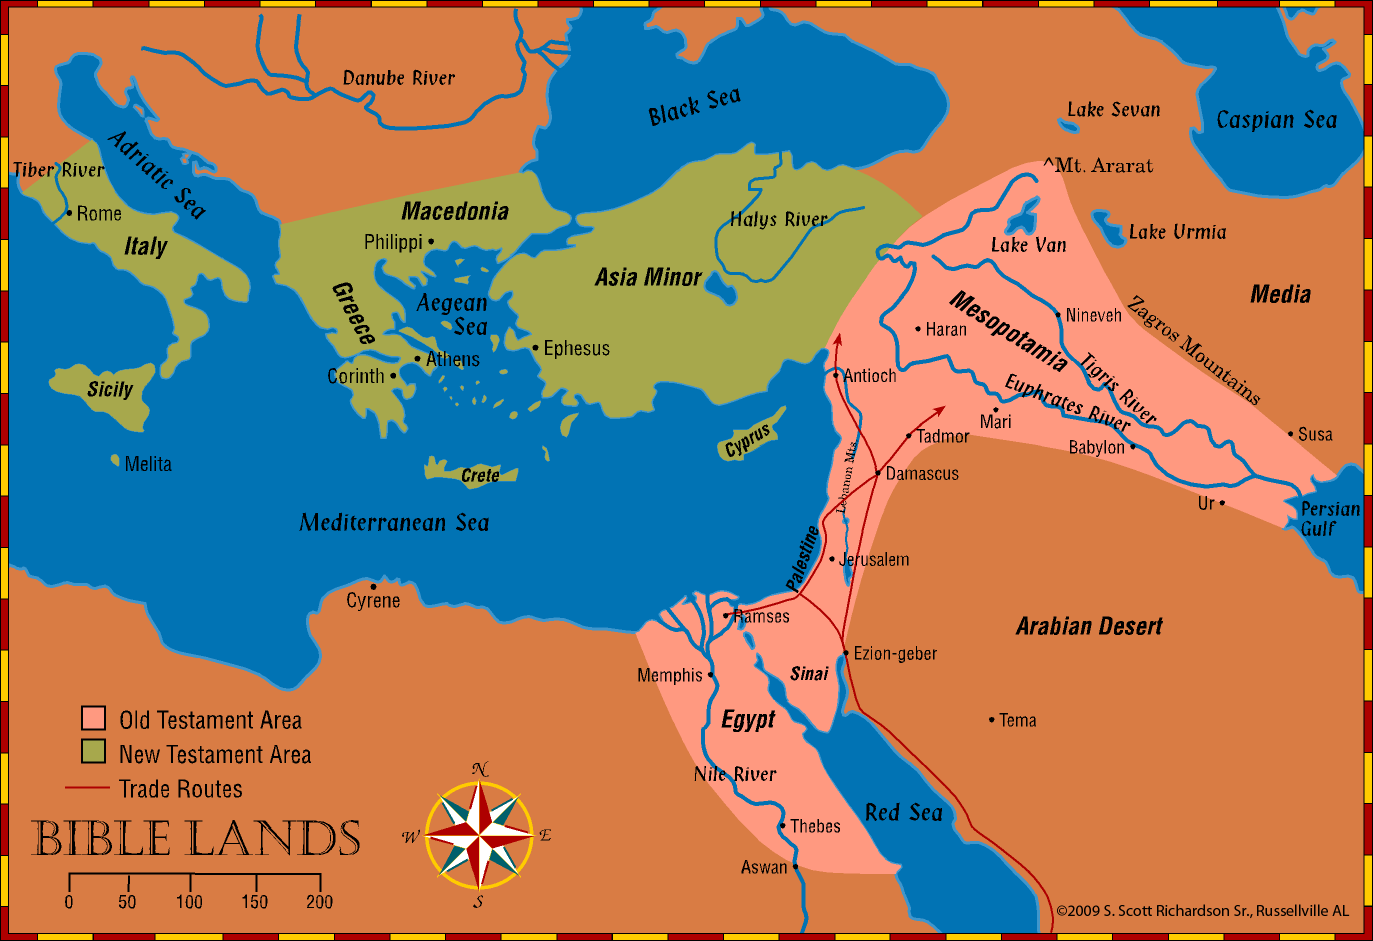 Danube River
Black Sea
Lake Sevan
Caspian Sea
Adriatic Sea
Tiber River
^Mt. Ararat
Rome
Macedonia
Halys River
Lake Van
Lake Urmia
Italy
Philippi
Asia Minor
Media
Greece
Aegean
Sea
Mesopotamia
Nineveh
Zagros Mountains
Haran
Athens
Ephesus
Tigris River
Corinth
Antioch
Euphrates River
Sicily
Mari
Susa
Cyprus
Tadmor
Babylon
Melita
Crete
Lebanon Mts.
Damascus
Ur
Persian
Gulf
Mediterranean Sea
Palestine
Jerusalem
Cyrene
Ramses
Arabian Desert
Ezion-geber
Memphis
Sinai
Egypt
Tema
Old Testament Area
New Testament Area
Trade Routes
Nile River
Red Sea
Thebes
Aswan
BIBLE LANDS
N
W
E
S
0 50 100 150 200
©2009 S. Scott Richardson Sr., Russellville AL